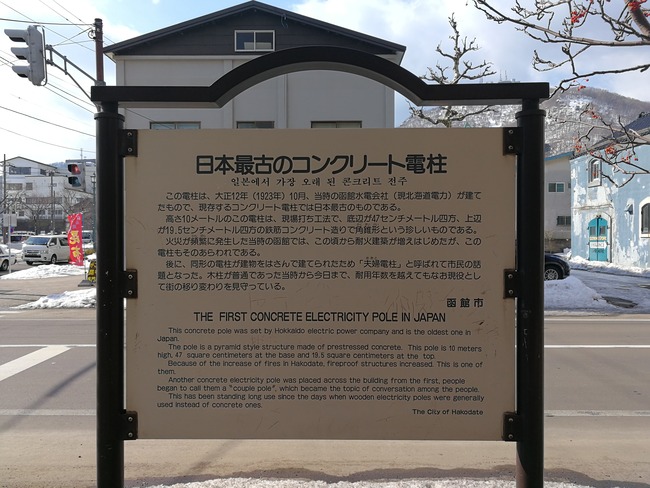 日本最古のコンクリート電柱
일본에서 가장 오래 된 콘크리트 전주
この電柱は、大正12年（1923年）10月、当時の函館水電会社（現北海道電力）が建て
たもので、現存するコンクリート電柱では日本最古のものである。
高さ10メートルのこの電柱は、現場打ち工法で、底辺が47センチメートル四方、上辺
が19.5センチメートル四方の鉄筋コンクリート造りで角錐形という珍しいものである。
火災が頻繁に発生した当時の函館では、この頃から耐火建築が増えはじめたが、この
電柱もそのあらわれである。
後に、同形の電柱が建物をはさんで建てられたため「夫婦電柱」と呼ばれて市民の話
題となった。木柱が普通であった当時から今日まで、耐用年数を越えてもなお現役とし
て街の移り変わりを見守っている。
函館市
THE FIRST CONCRETE ELECTRICITY POLE IN JAPAN
This concrete pole was set by Hokkaido electric power company and is the oldest one in
Japan.
The pole is a pyramid style structure made of prestressed concrete. This pole is 10 meters
high, 47 square centimeters at the base and 19.5 square centimeters at the top
Because of the increase of fires in Hakodate, fireproof structures increased. This is one of
them.
Another concrete electricity pole was placed across the building from the first, people
began to call them a "couple pole", which became the topic of conversation among the people.
This has been standing long use since the days when wooden electricity poles were generally
used instead of concrete ones.
The City of Hakodate